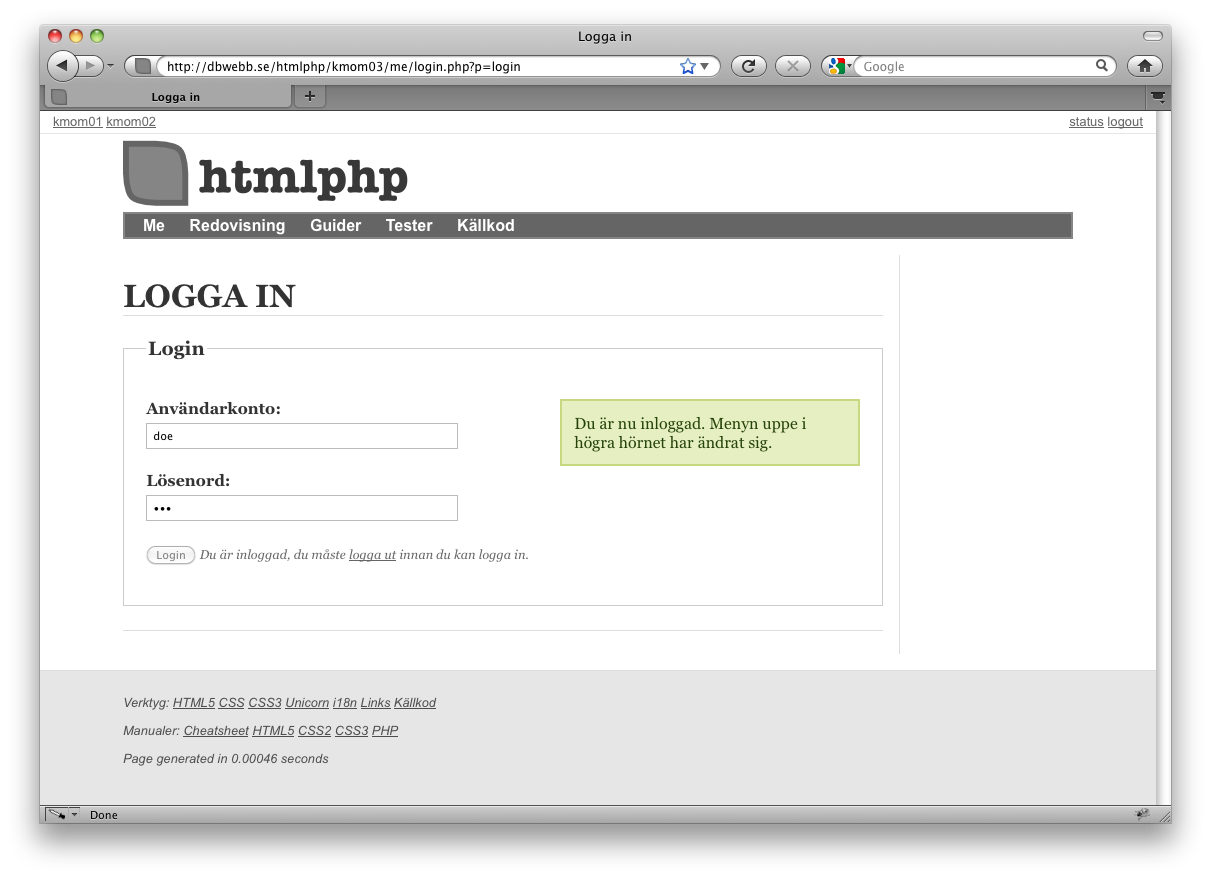 Logga in
http://dbwebb.se/htmlphp/kmom03/me/login.php?p=login
Google
Logga in
kmom01 kmom02
status logout
htmlphp
Me Redovisning Guider Tester Källkod
LOGGA IN
Login
Användarkonto:
doe
Du är nu inloggad. Menyn uppe i
högra hörnet har ändrat sig.
Lösenord:
•••
Login Du är inloggad, du måste logga ut innan du kan logga in.
Verktyg: HTML5 CSS CSS3 Unicorn i18n Links Källkod
Manualer: Cheatsheet HTML5 CSS2 CSS3 PHP
Page generated in 0.00046 seconds
Done